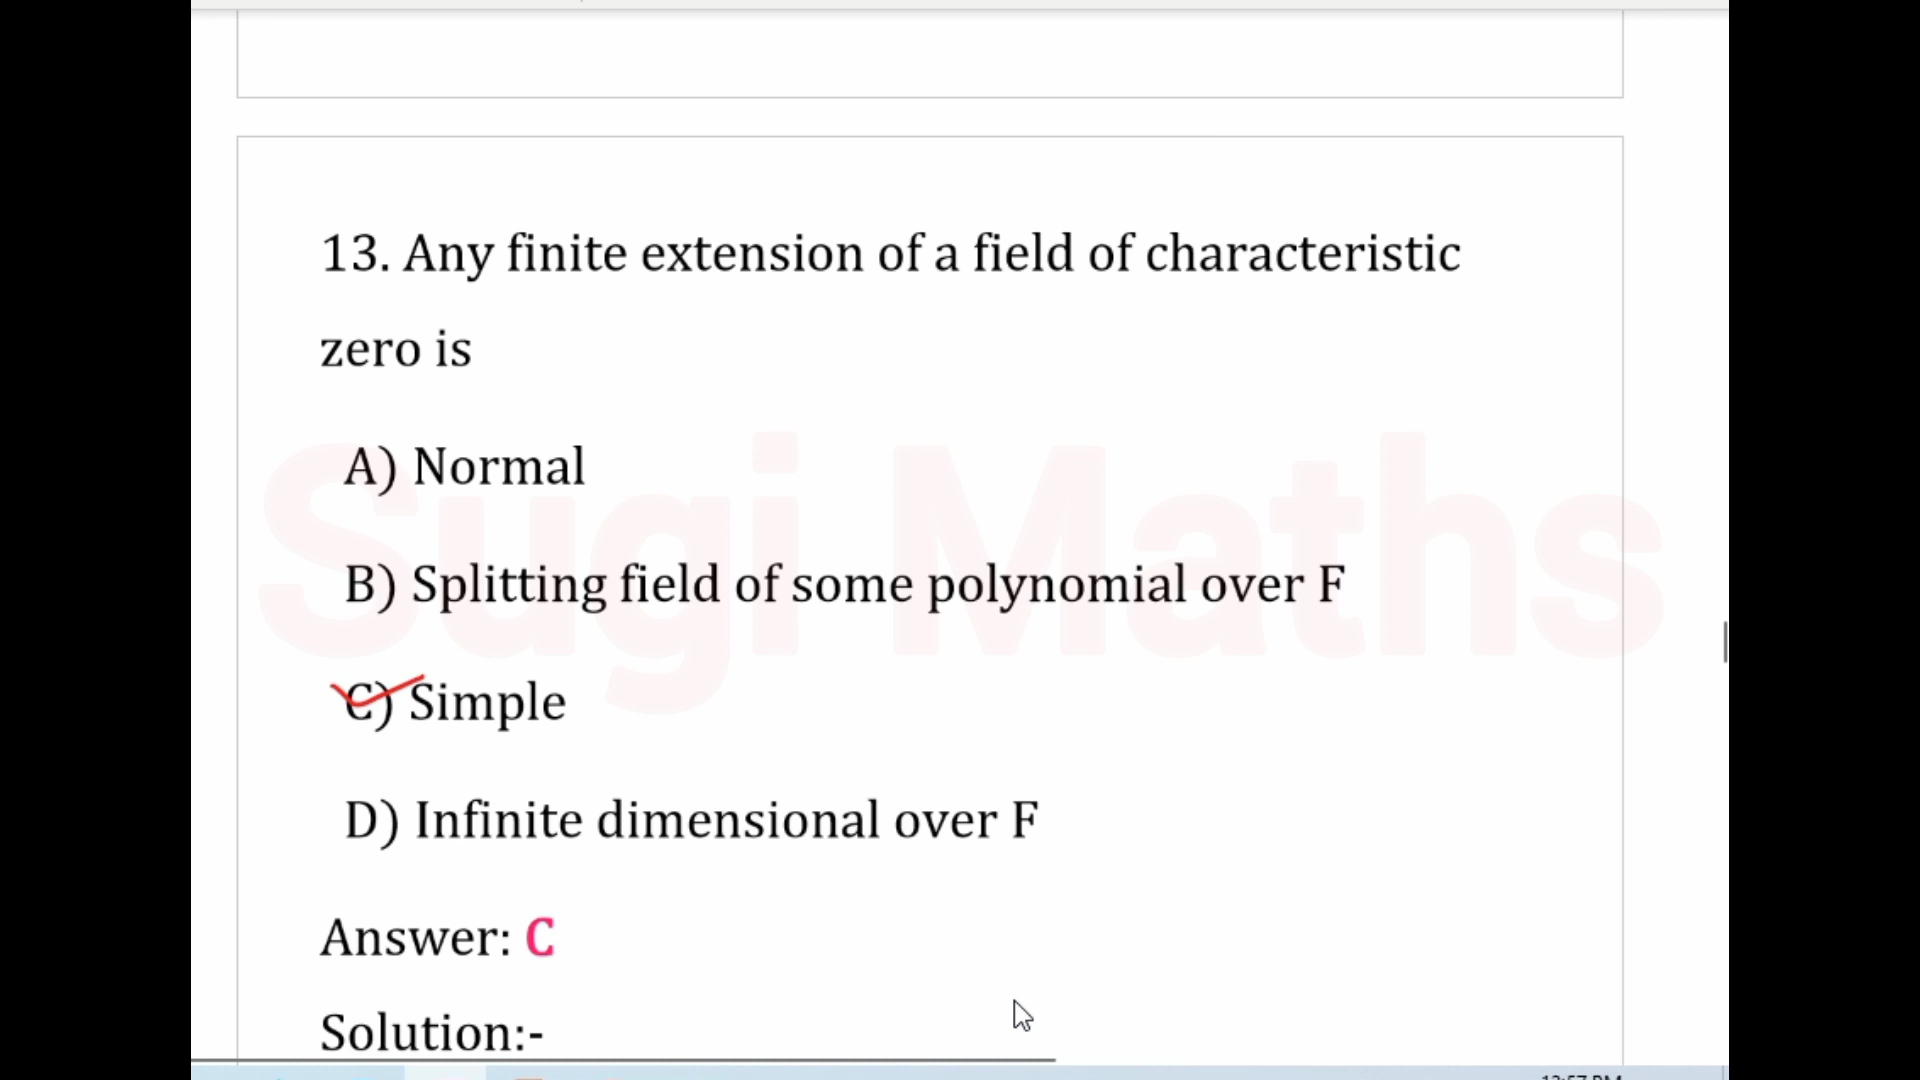 13. Any finite extension of a field of characteristic
zero is
A) Normal
B) Splitting field of some polynomial over F
C) Simple
D) Infinite dimensional over F
Answer: C
Solution:-
Sugi Maths